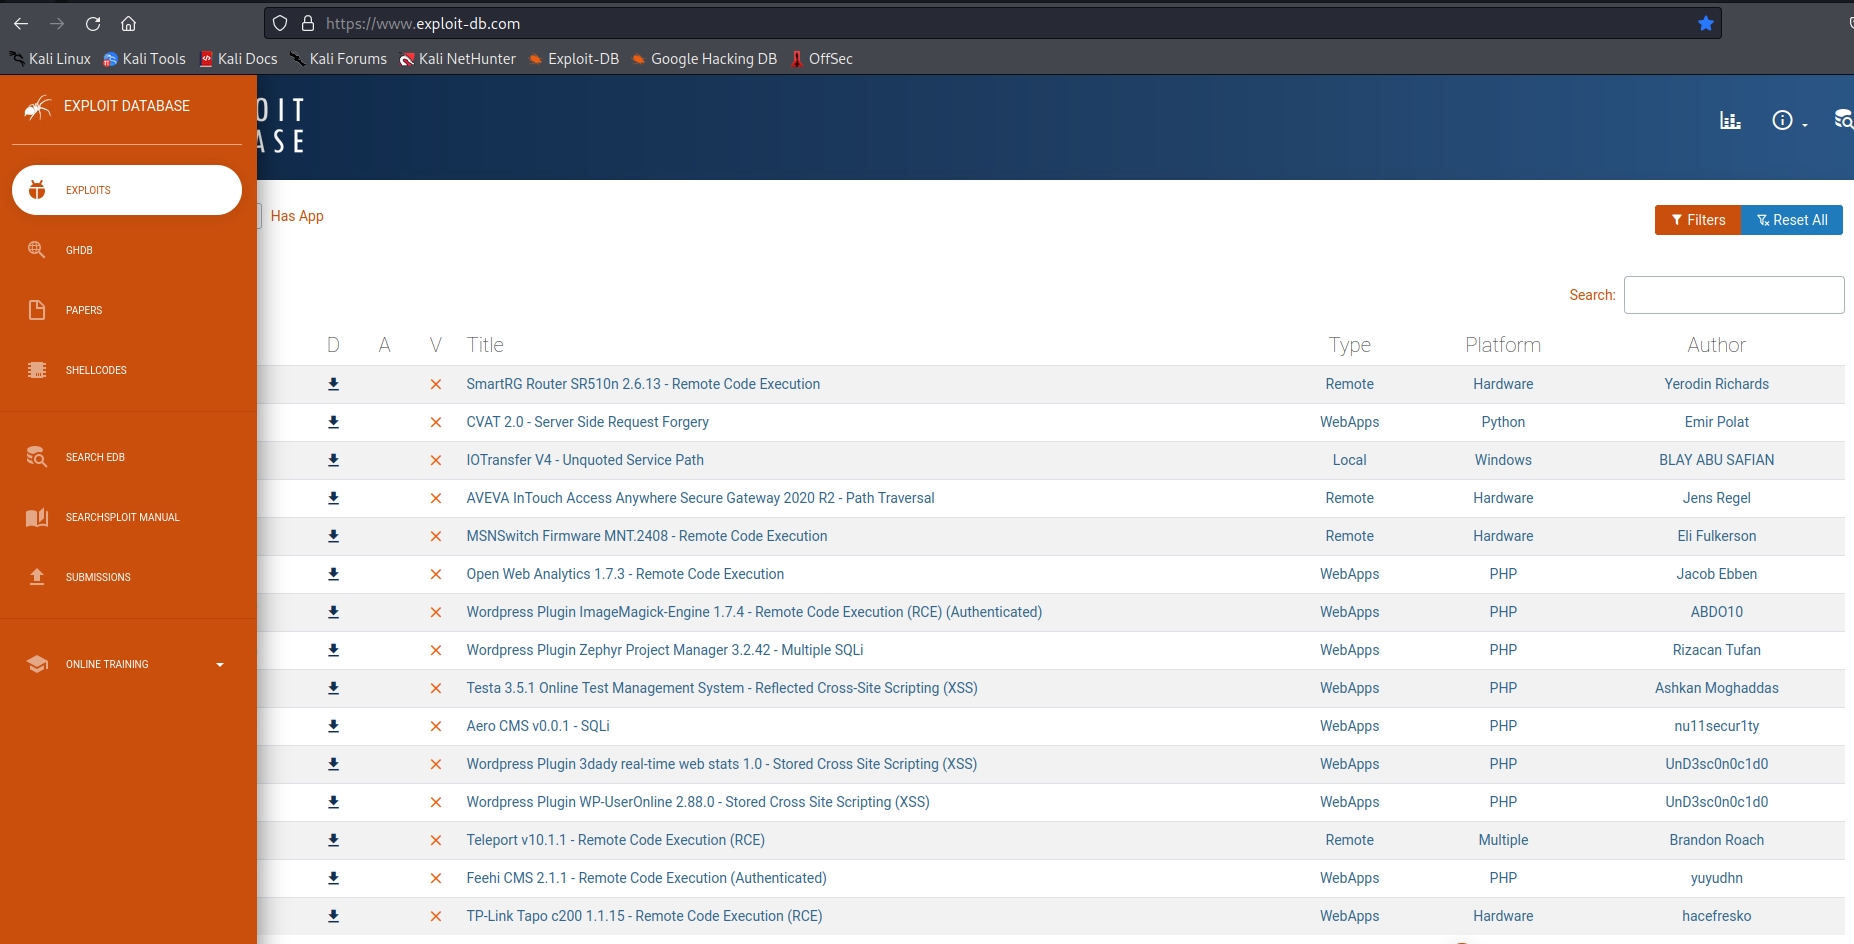 https://www.exploit-db.com
Kali Linux Kali Tools Kali Docs Kali Forums Kali NetHunter Exploit-DB Google Hacking DB OffSec
EXPLOIT DATABASE
OIT
ASE
EXPLOITS
GHDB
PAPERS
SHELLCODES
SEARCH EDB
SEARCHSPLOIT MANUAL
SUBMISSIONS
ONLINE TRAINING
Has App
Filters Reset All
Search:
D A V Title Type Platform Author
SmartRG Router SR510n 2.6.13 - Remote Code Execution Remote Hardware Yerodin Richards
CVAT 2.0 - Server Side Request Forgery WebApps Python Emir Polat
IOTransfer V4 - Unquoted Service Path Local Windows BLAY ABU SAFIAN
AVEVA InTouch Access Anywhere Secure Gateway 2020 R2 - Path Traversal Remote Hardware Jens Regel
MSNSwitch Firmware MNT.2408 - Remote Code Execution Remote Hardware Eli Fulkerson
Open Web Analytics 1.7.3 - Remote Code Execution WebApps PHP Jacob Ebben
Wordpress Plugin ImageMagick-Engine 1.7.4 - Remote Code Execution (RCE) (Authenticated) WebApps PHP ABDO10
Wordpress Plugin Zephyr Project Manager 3.2.42 - Multiple SQLi WebApps PHP Rizacan Tufan
Testa 3.5.1 Online Test Management System - Reflected Cross-Site Scripting (XSS) WebApps PHP Ashkan Moghaddas
Aero CMS v0.0.1 - SQLi WebApps PHP nu11secur1ty
Wordpress Plugin 3dady real-time web stats 1.0 - Stored Cross Site Scripting (XSS) WebApps PHP UnD3sc0n0c1d0
Wordpress Plugin WP-UserOnline 2.88.0 - Stored Cross Site Scripting (XSS) WebApps PHP UnD3sc0n0c1d0
Teleport v10.1.1 - Remote Code Execution (RCE) Remote Multiple Brandon Roach
Feehi CMS 2.1.1 - Remote Code Execution (Authenticated) WebApps PHP yuyudhn
TP-Link Tapo c200 1.1.15 - Remote Code Execution (RCE) WebApps Hardware hacefresko